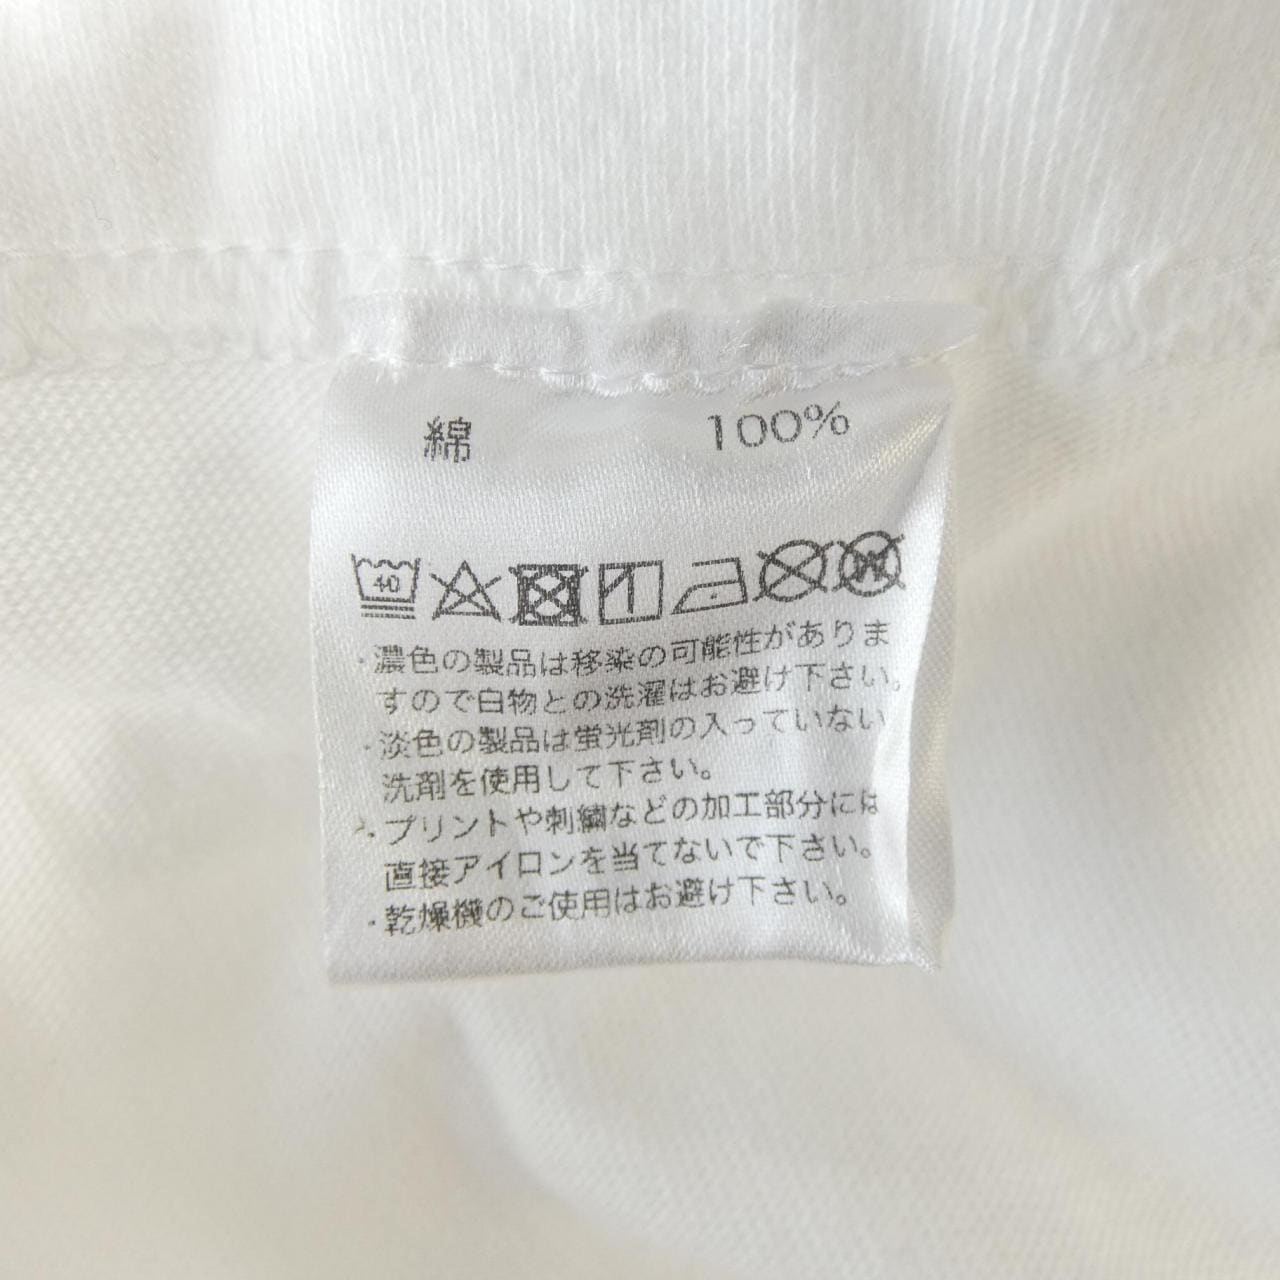 綿 100%
40
・濃色の製品は移染の可能性がありま
すので白物との洗濯はお避け下さい。
・淡色の製品は蛍光剤の入っていない
洗剤を使用して下さい。
・プリントや刺繍などの加工部分には
直接アイロンを当てないで下さい。
・乾燥機のご使用はお避け下さい。